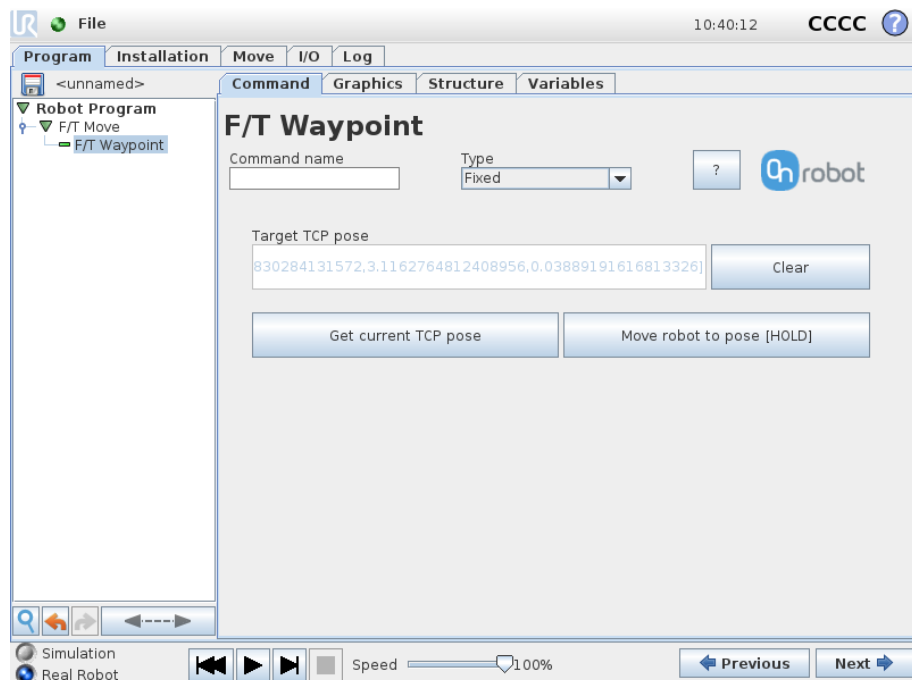 UR File 10:40:12 CCCC ?
Program Installation Move I/O Log
<unnamed> Command Graphics Structure Variables
Robot Program
F/T Move
F/T Waypoint
F/T Waypoint
Command name Type
Fixed ? On robot
Target TCP pose
830284131572,3.1162764812408956,0.03889191616813326] Clear
Get current TCP pose Move robot to pose [HOLD]
Simulation
Real Robot
Speed 100% Previous Next